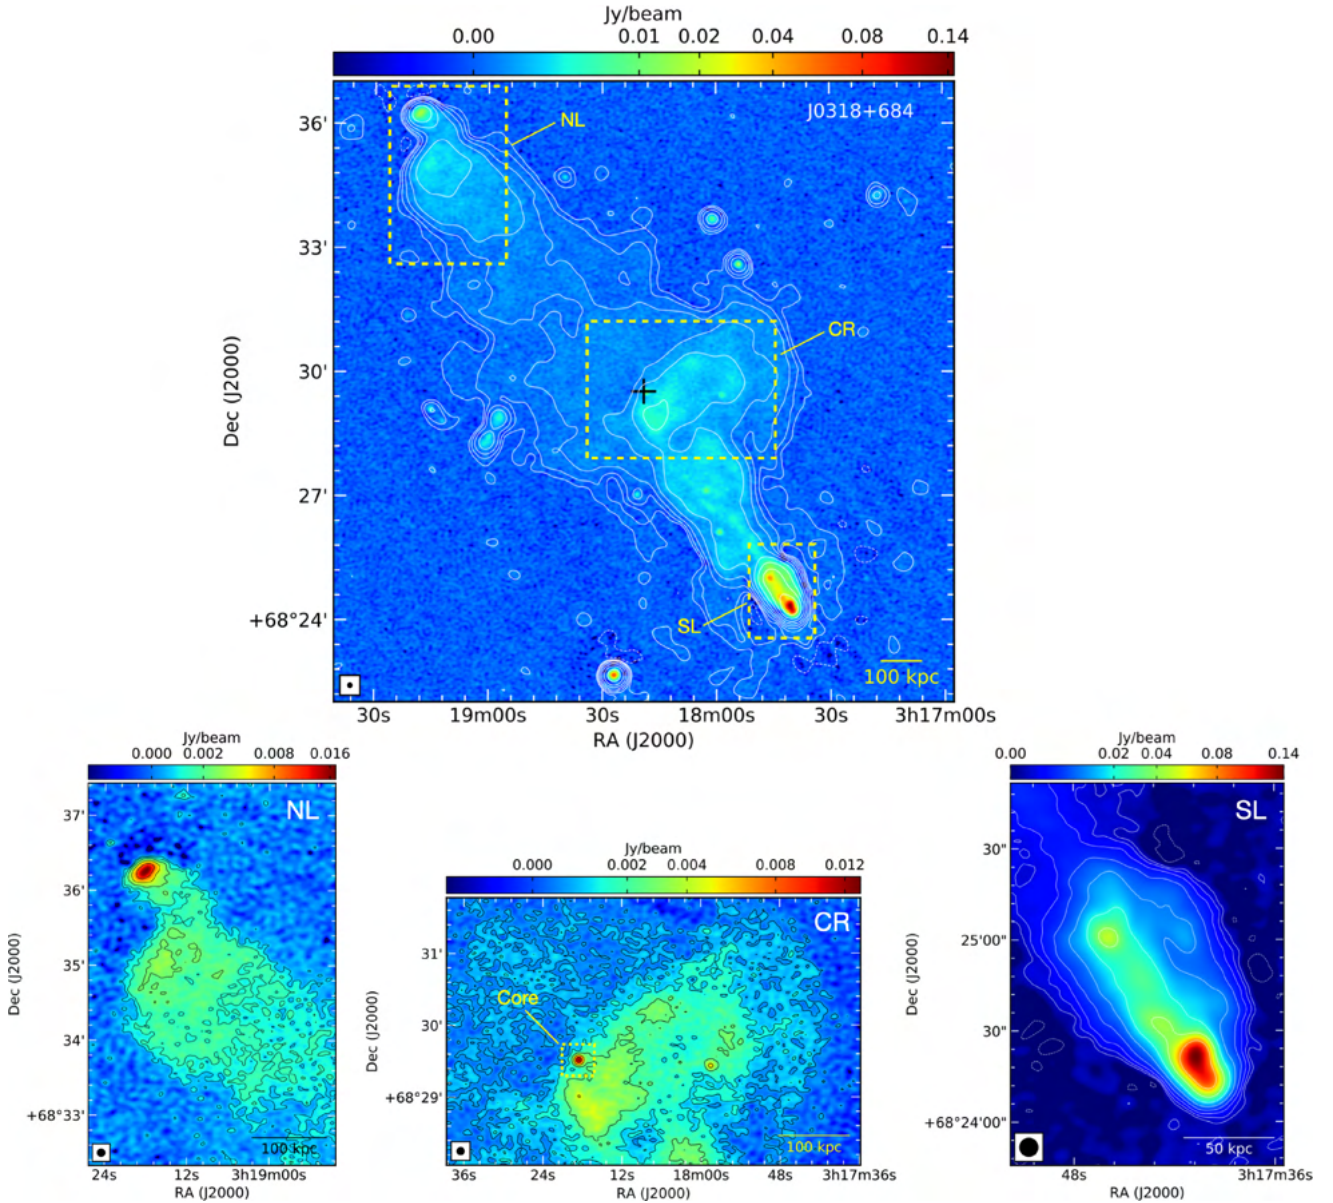 Jy/beam
0.00 0.01 0.02 0.04 0.08 0.14
J0318+684
NL
CR
SL
100 kpc
36'
33'
30'
27'
+68°24'
Dec (J2000)
30s 19m00s 30s 18m00s 30s 3h17m00s
RA (J2000)
Jy/beam
0.000 0.002 0.008 0.016
NL
37'
36'
35'
34'
+68°33'
Dec (J2000)
100 kpc
24s 12s 3h19m00s
RA (J2000)
Jy/beam
0.000 0.002 0.004 0.008 0.012
CR
Core
31'
30'
+68°29'
Dec (J2000)
100 kpc
36s 24s 12s 18m00s 48s 3h17m36s
RA (J2000)
Jy/beam
0.00 0.02 0.04 0.08 0.14
SL
30"
25'00"
30"
+68°24'00"
Dec (J2000)
50 kpc
48s 3h17m36s
RA (J2000)